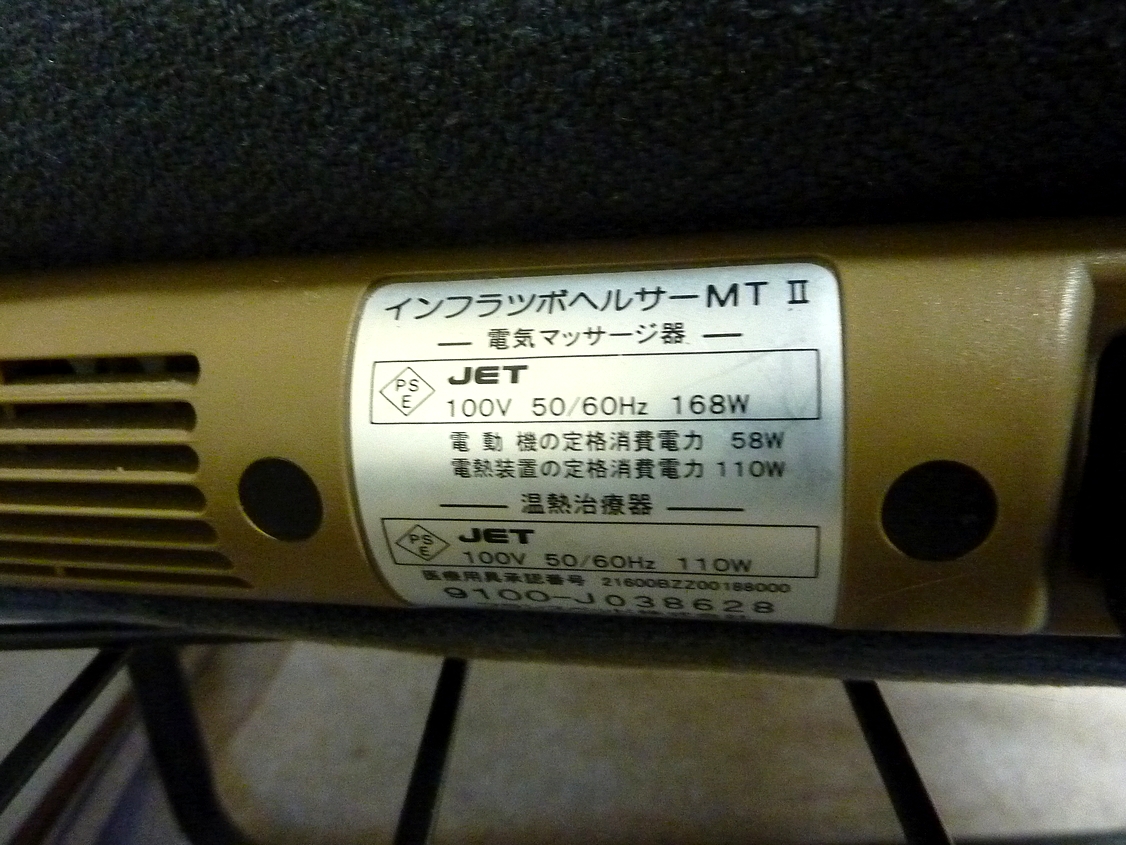 インフラツボヘルサーMT Ⅱ
電気マッサージ器
PS
E
JET
100V 50/60Hz 168W
電動機の定格消費電力 58W
電熱装置の定格消費電力 110W
温熱治療器
PS
E
JET
100V 50/60Hz 110W
医療用具承認番号 21600BZZ00188000
9100-J038628